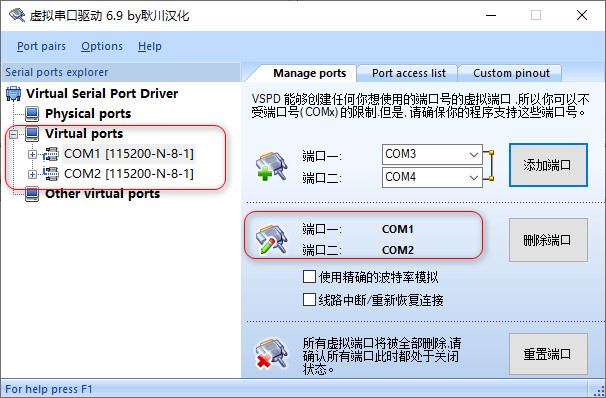 虚拟串口驱动 6.9 by耿川汉化
Port pairs Options Help
Serial ports explorer
Virtual Serial Port Driver
Physical ports
Virtual ports
COM1 [115200-N-8-1]
COM2 [115200-N-8-1]
Other virtual ports
Manage ports Port access list Custom pinout
VSPD 能够创建任何你想使用的端口号的虚拟端口 ,所以你可以不
受端口号(COMx)的限制.但是, 请确保你的程序支持这些端口号。
端口一: COM3
端口二: COM4
添加端口
端口一: COM1
端口二: COM2
删除端口
使用精确的波特率模拟
线路中断/重新恢复连接
所有虚拟端口将被全部删除.请
确认所有端口此时都处于关闭
状态。
重置端口
For help press F1